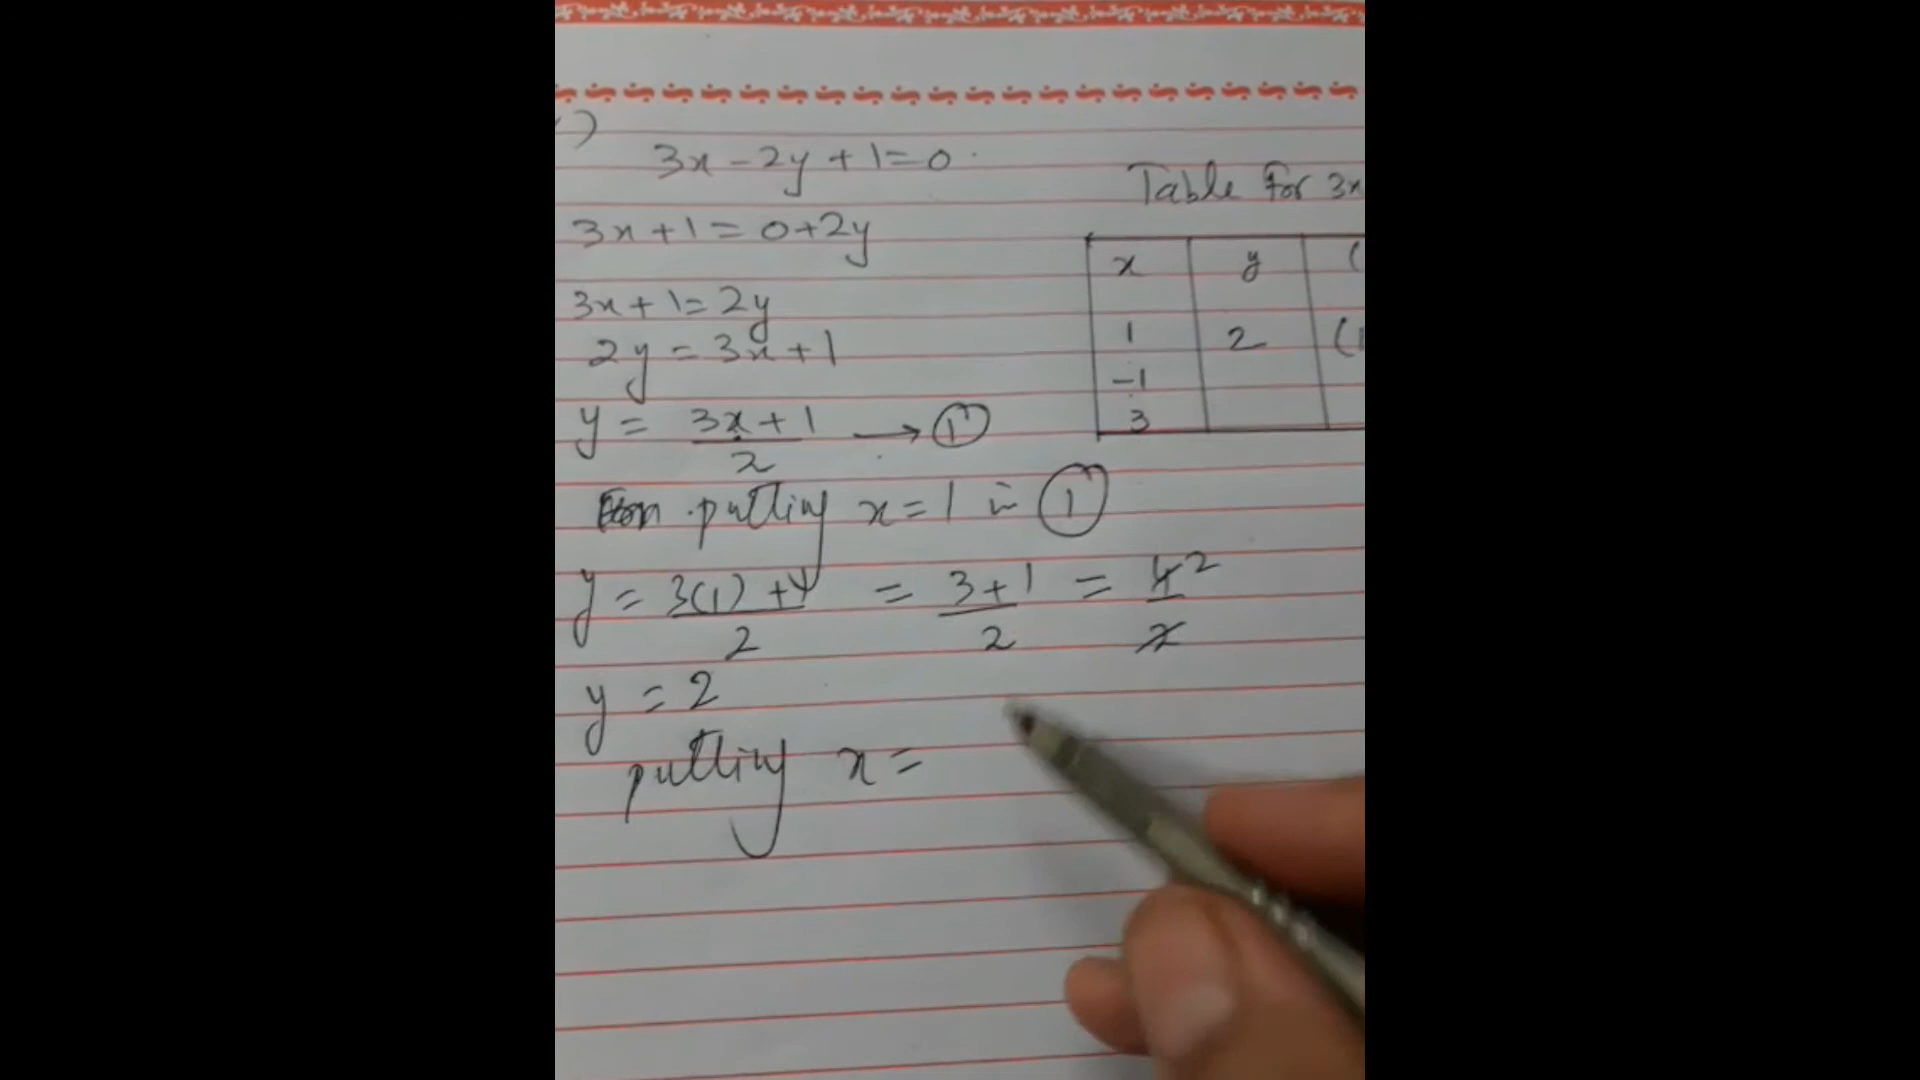 3x - 2y + 1 = 0
3x + 1 = 0 + 2y
3x + 1 = 2y
2y = 3x + 1
y = 3x + 1 / 2 → ①
on putting x = 1 in ①
y = 3(1) + 1 / 2 = 3 + 1 / 2 = 4 2 / 2
y = 2
putting x =
Table For 3x
x y (
1 2 (1
-1
3